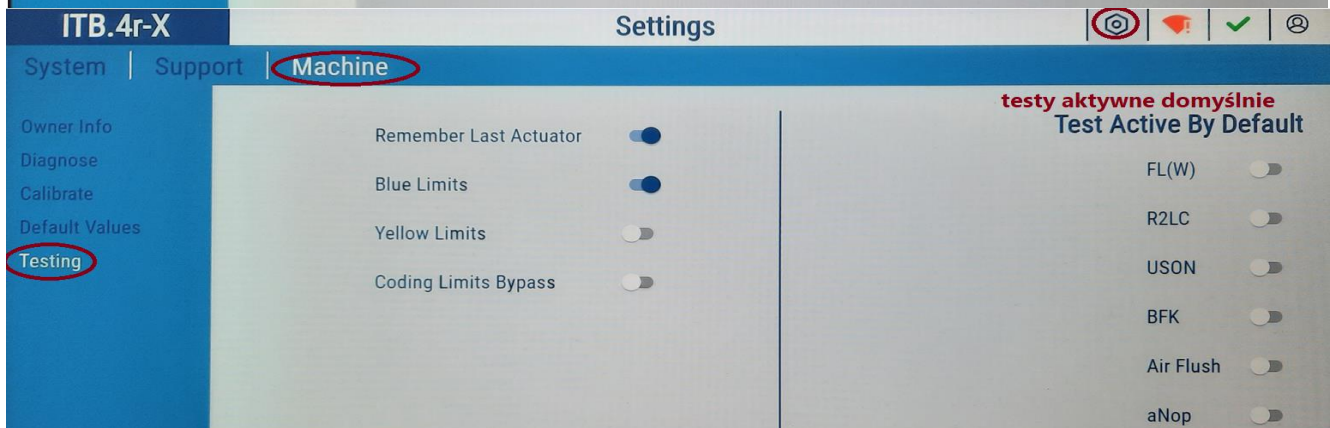 ITB.4r-X
Settings
System
Support
Machine
Owner Info
Diagnose
Calibrate
Default Values
Testing
Remember Last Actuator
Blue Limits
Yellow Limits
Coding Limits Bypass
testy aktywne domyślnie
Test Active By Default
FL(W)
R2LC
USON
BFK
Air Flush
aNop